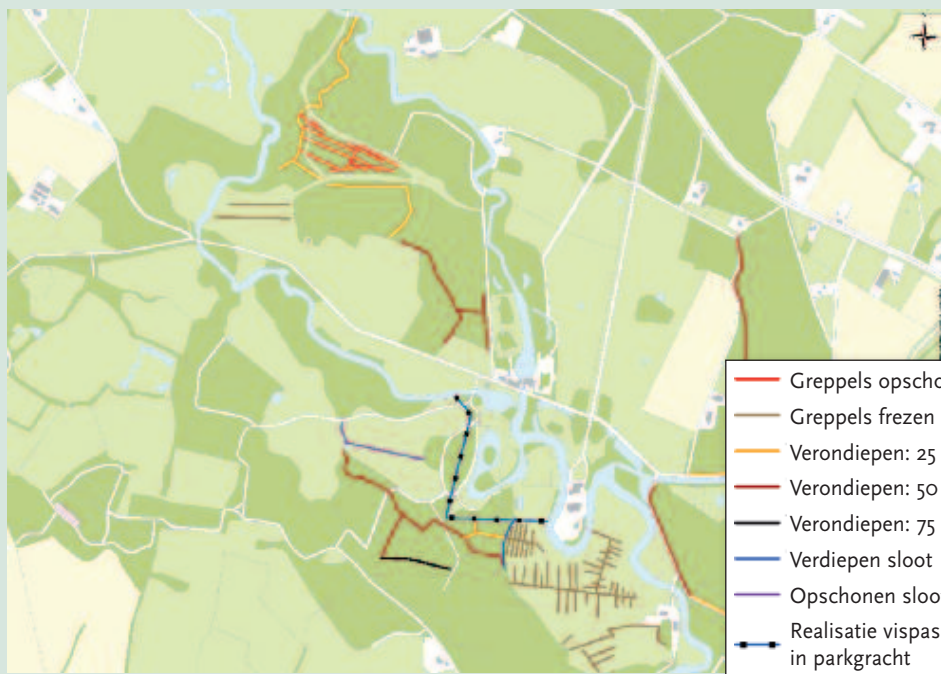 Greppels opscho
Greppels frezen
Verondiepen: 25
Verondiepen: 50
Verondiepen: 75
Verdiepen sloot
Opschonen sloo
Realisatie vispas
in parkgracht